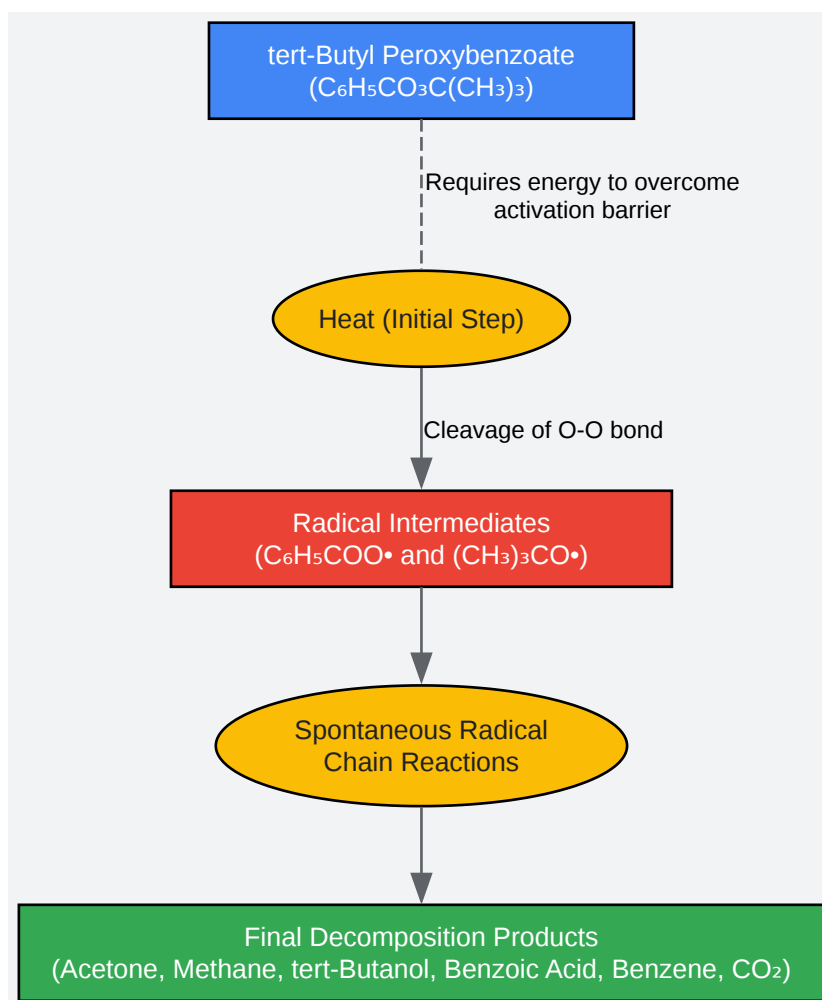 tert-Butyl Peroxybenzoate
(C₆H₅CO₃C(CH₃)₃)
Requires energy to overcome
activation barrier
Heat (Initial Step)
Cleavage of O-O bond
Radical Intermediates
(C₆H₅COO• and (CH₃)₃CO•)
Spontaneous Radical
Chain Reactions
Final Decomposition Products
(Acetone, Methane, tert-Butanol, Benzoic Acid, Benzene, CO₂)